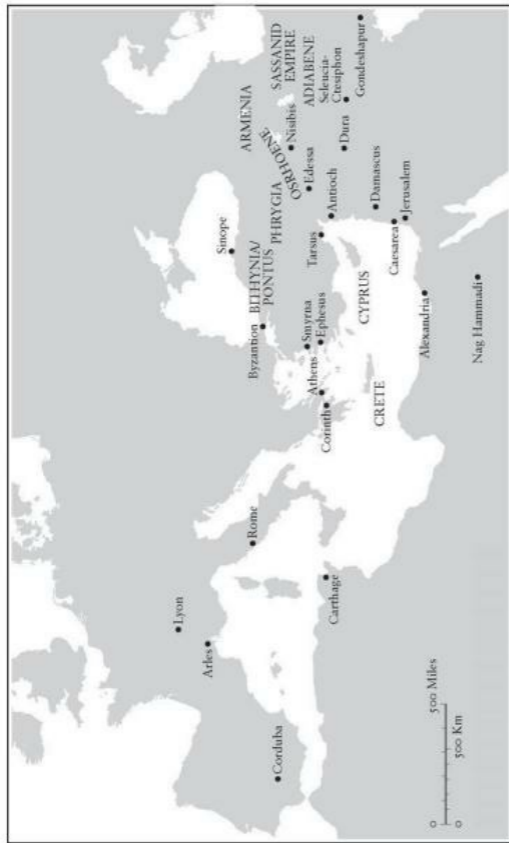 SASSANID
EMPIRE
ARMENIA
ADIABENE
Seleucia-
Ctesiphon
Gondeshapur
OSRHOENE
Nisibis
Dura
Edessa
PHRYGIA
Antioch
Damascus
Sinope
Tarsus
Caesarea
Jerusalem
BITHYNIA/
PONTUS
CYPRUS
Byzantion
Smyrna
Ephesus
Alexandria
Nag Hammadi
Athens
Corinth
CRETE
Rome
Carthage
Lyon
Arles
Corduba
0 500 Miles
0 500 Km